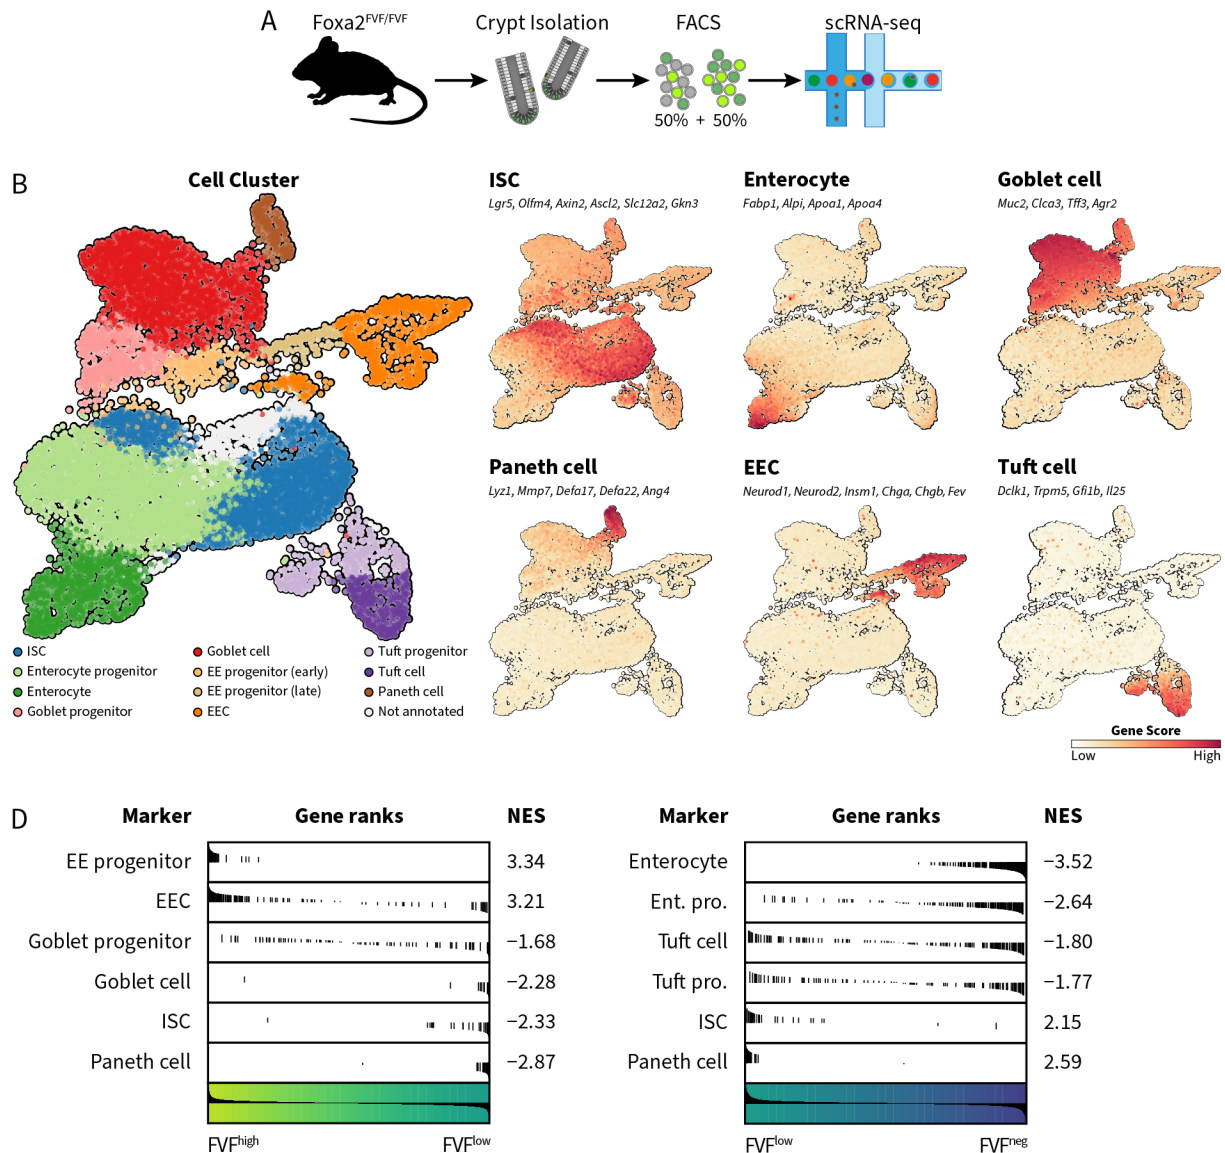 A
Foxa2FVF/FVF
Crypt Isolation
FACS
scRNA-seq
50% + 50%
B
Cell Cluster
ISC
Lgr5, Olfm4, Axin2, Ascl2, Slc12a2, Gkn3
Enterocyte
Fabp1, Alpi, Apoa1, Apoa4
Goblet cell
Muc2, Clca3, Tff3, Agr2
Paneth cell
Lyz1, Mmp7, Defa17, Defa22, Ang4
EEC
Neurod1, Neurod2, Insm1, Chga, Chgb, Fev
Tuft cell
Dclk1, Trpm5, Gfi1b, Il25
ISC
Enterocyte progenitor
Enterocyte
Goblet progenitor
Goblet cell
EE progenitor (early)
EE progenitor (late)
EEC
Tuft progenitor
Tuft cell
Paneth cell
Not annotated
Gene Score
Low High
D
Marker Gene ranks NES
EE progenitor 3.34
EEC 3.21
Goblet progenitor −1.68
Goblet cell −2.28
ISC −2.33
Paneth cell −2.87
FVFhigh FVFlow
Marker Gene ranks NES
Enterocyte −3.52
Ent. pro. −2.64
Tuft cell −1.80
Tuft pro. −1.77
ISC 2.15
Paneth cell 2.59
FVFlow FVFneg